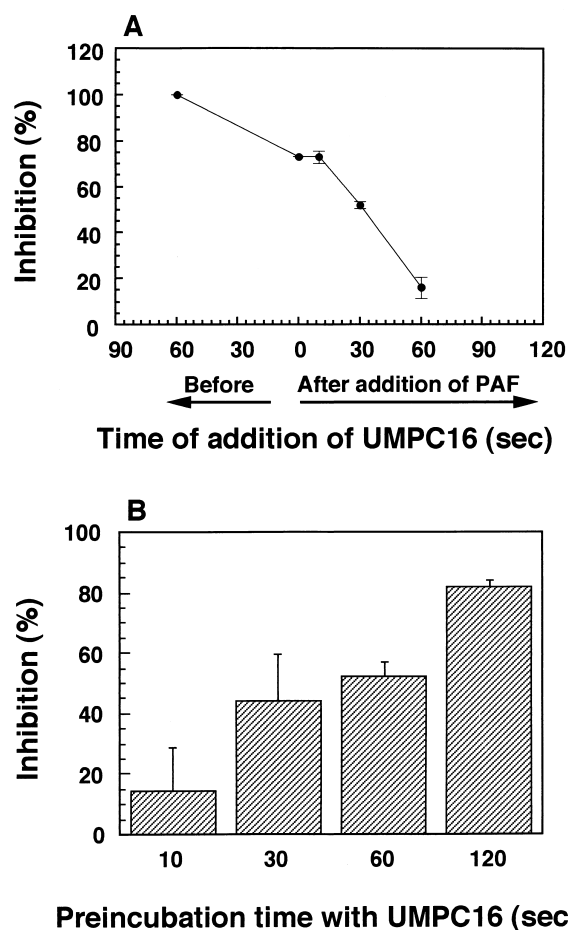 A
120
100
80
60
40
20
0
Inhibition (%)
90 60 30 0 30 60 90 120
Before After addition of PAF
Time of addition of UMPC16 (sec)
B
100
80
60
40
20
0
Inhibition (%)
10 30 60 120
Preincubation time with UMPC16 (sec